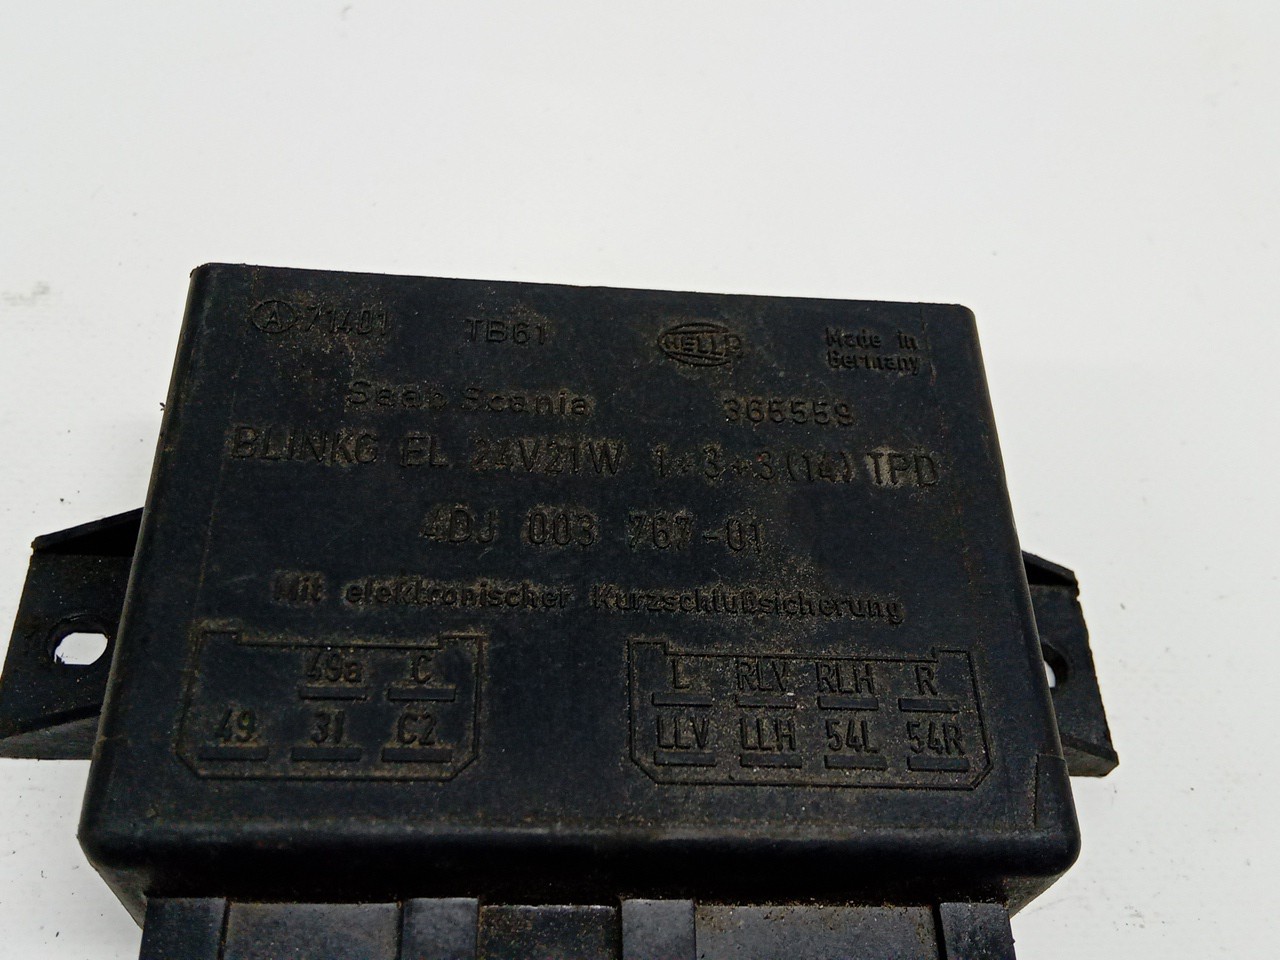 A 71401 TB61 HELLA Made in
Germany
Saab Scania 365559
BLINKG EL 24V21W 1+3+3(14) TPD
4DJ 003 767-01
Mit elektronischer Kurzschlußsicherung
49a C L RLV RLH R
49 31 C2 LLV LLH 54L 54R